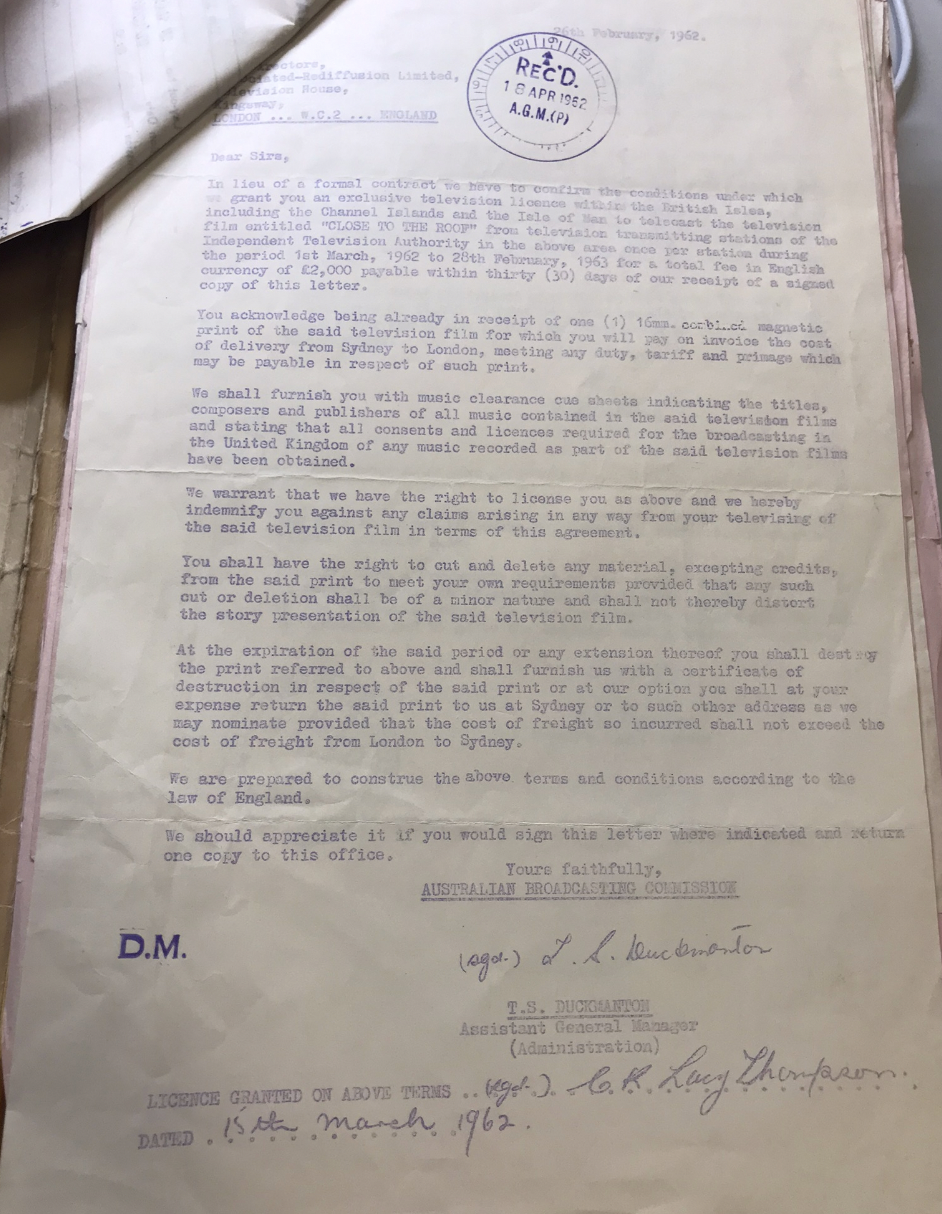 26th February, 1962.
REC'D.
18 APR 1962
A.G.M.(P)
Rediffusion Limited,
House,
Kingsway,
LONDON ... W.C.2 ... ENGLAND
Dear Sirs,
In lieu of a formal contract we have to confirm the conditions under which
we grant you an exclusive television licence within the British Isles,
including the Channel Islands and the Isle of Man to telecast the television
film entitled "CLOSE TO THE ROOF" from television transmitting stations of the
Independent Television Authority in the above area once per station during
the period 1st March, 1962 to 28th February, 1963 for a total fee in English
currency of £2,000 payable within thirty (30) days of our receipt of a signed
copy of this letter.
You acknowledge being already in receipt of one (1) 16mm. combined magnetic
print of the said television film for which you will pay on invoice the cost
of delivery from Sydney to London, meeting any duty, tariff and primage which
may be payable in respect of such print.
We shall furnish you with music clearance cue sheets indicating the titles,
composers and publishers of all music contained in the said television films
and stating that all consents and licences required for the broadcasting in
the United Kingdom of any music recorded as part of the said television films
have been obtained.
We warrant that we have the right to license you as above and we hereby
indemnify you against any claims arising in any way from your televising of
the said television film in terms of this agreement.
You shall have the right to cut and delete any material, excepting credits,
from the said print to meet your own requirements provided that any such
cut or deletion shall be of a minor nature and shall not thereby distort
the story presentation of the said television film.
At the expiration of the said period or any extension thereof you shall destroy
the print referred to above and shall furnish us with a certificate of
destruction in respect of the said print or at our option you shall at your
expense return the said print to us at Sydney or to such other address as we
may nominate provided that the cost of freight so incurred shall not exceed the
cost of freight from London to Sydney.
We are prepared to construe the above terms and conditions according to the
law of England.
We should appreciate it if you would sign this letter where indicated and return
one copy to this office.
Yours faithfully,
AUSTRALIAN BROADCASTING COMMISSION
D.M.
(sgd.) T. S. Duckmanton
T.S. DUCKMANTON
Assistant General Manager
(Administration)
LICENCE GRANTED ON ABOVE TERMS .. (sgd.) C. R. Lacy Thompson.
DATED . 15th March 1962.